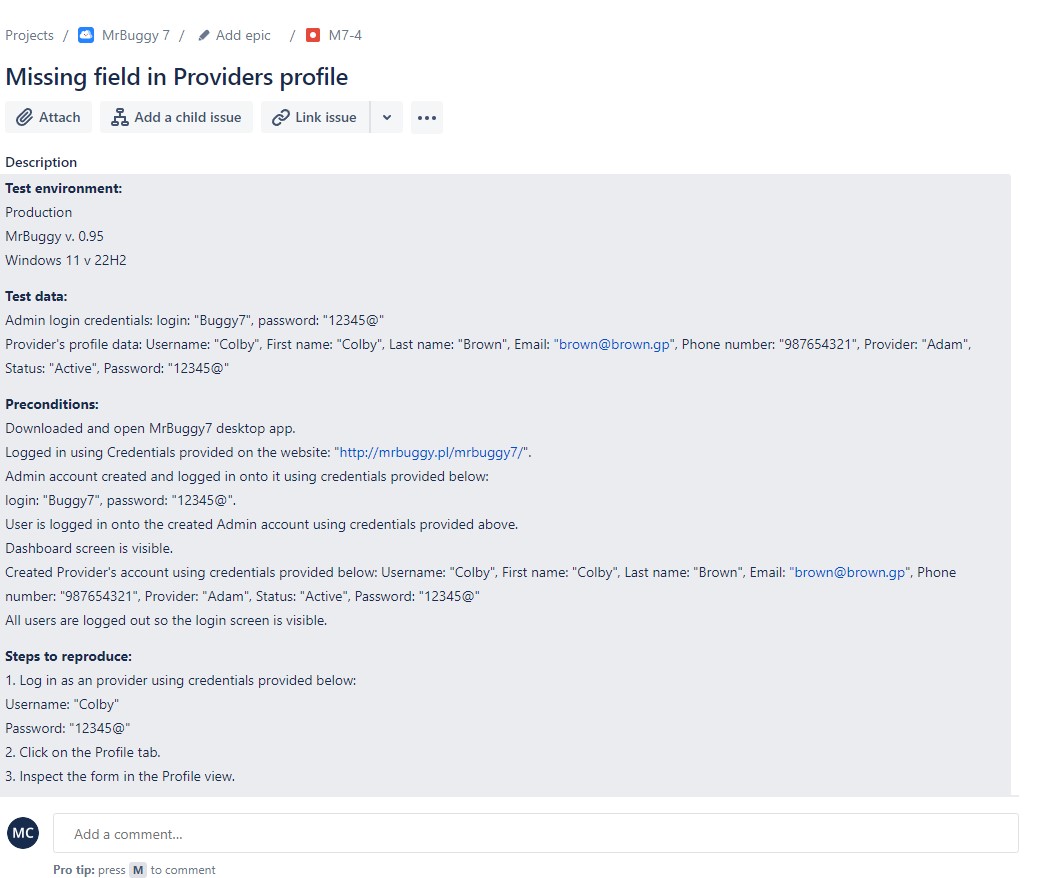 Projects / MrBuggy 7 / Add epic / M7-4
Missing field in Providers profile
Attach Add a child issue Link issue
Description
Test environment:
Production
MrBuggy v. 0.95
Windows 11 v 22H2
Test data:
Admin login credentials: login: "Buggy7", password: "12345@"
Provider's profile data: Username: "Colby", First name: "Colby", Last name: "Brown", Email: "brown@brown.gp", Phone number: "987654321", Provider: "Adam",
Status: "Active", Password: "12345@"
Preconditions:
Downloaded and open MrBuggy7 desktop app.
Logged in using Credentials provided on the website: "http://mrbuggy.pl/mrbuggy7/".
Admin account created and logged in onto it using credentials provided below:
login: "Buggy7", password: "12345@".
User is logged in onto the created Admin account using credentials provided above.
Dashboard screen is visible.
Created Provider's account using credentials provided below: Username: "Colby", First name: "Colby", Last name: "Brown", Email: "brown@brown.gp", Phone
number: "987654321", Provider: "Adam", Status: "Active", Password: "12345@"
All users are logged out so the login screen is visible.
Steps to reproduce:
1. Log in as an provider using credentials provided below:
Username: "Colby"
Password: "12345@"
2. Click on the Profile tab.
3. Inspect the form in the Profile view.
MC Add a comment...
Pro tip: press M to comment